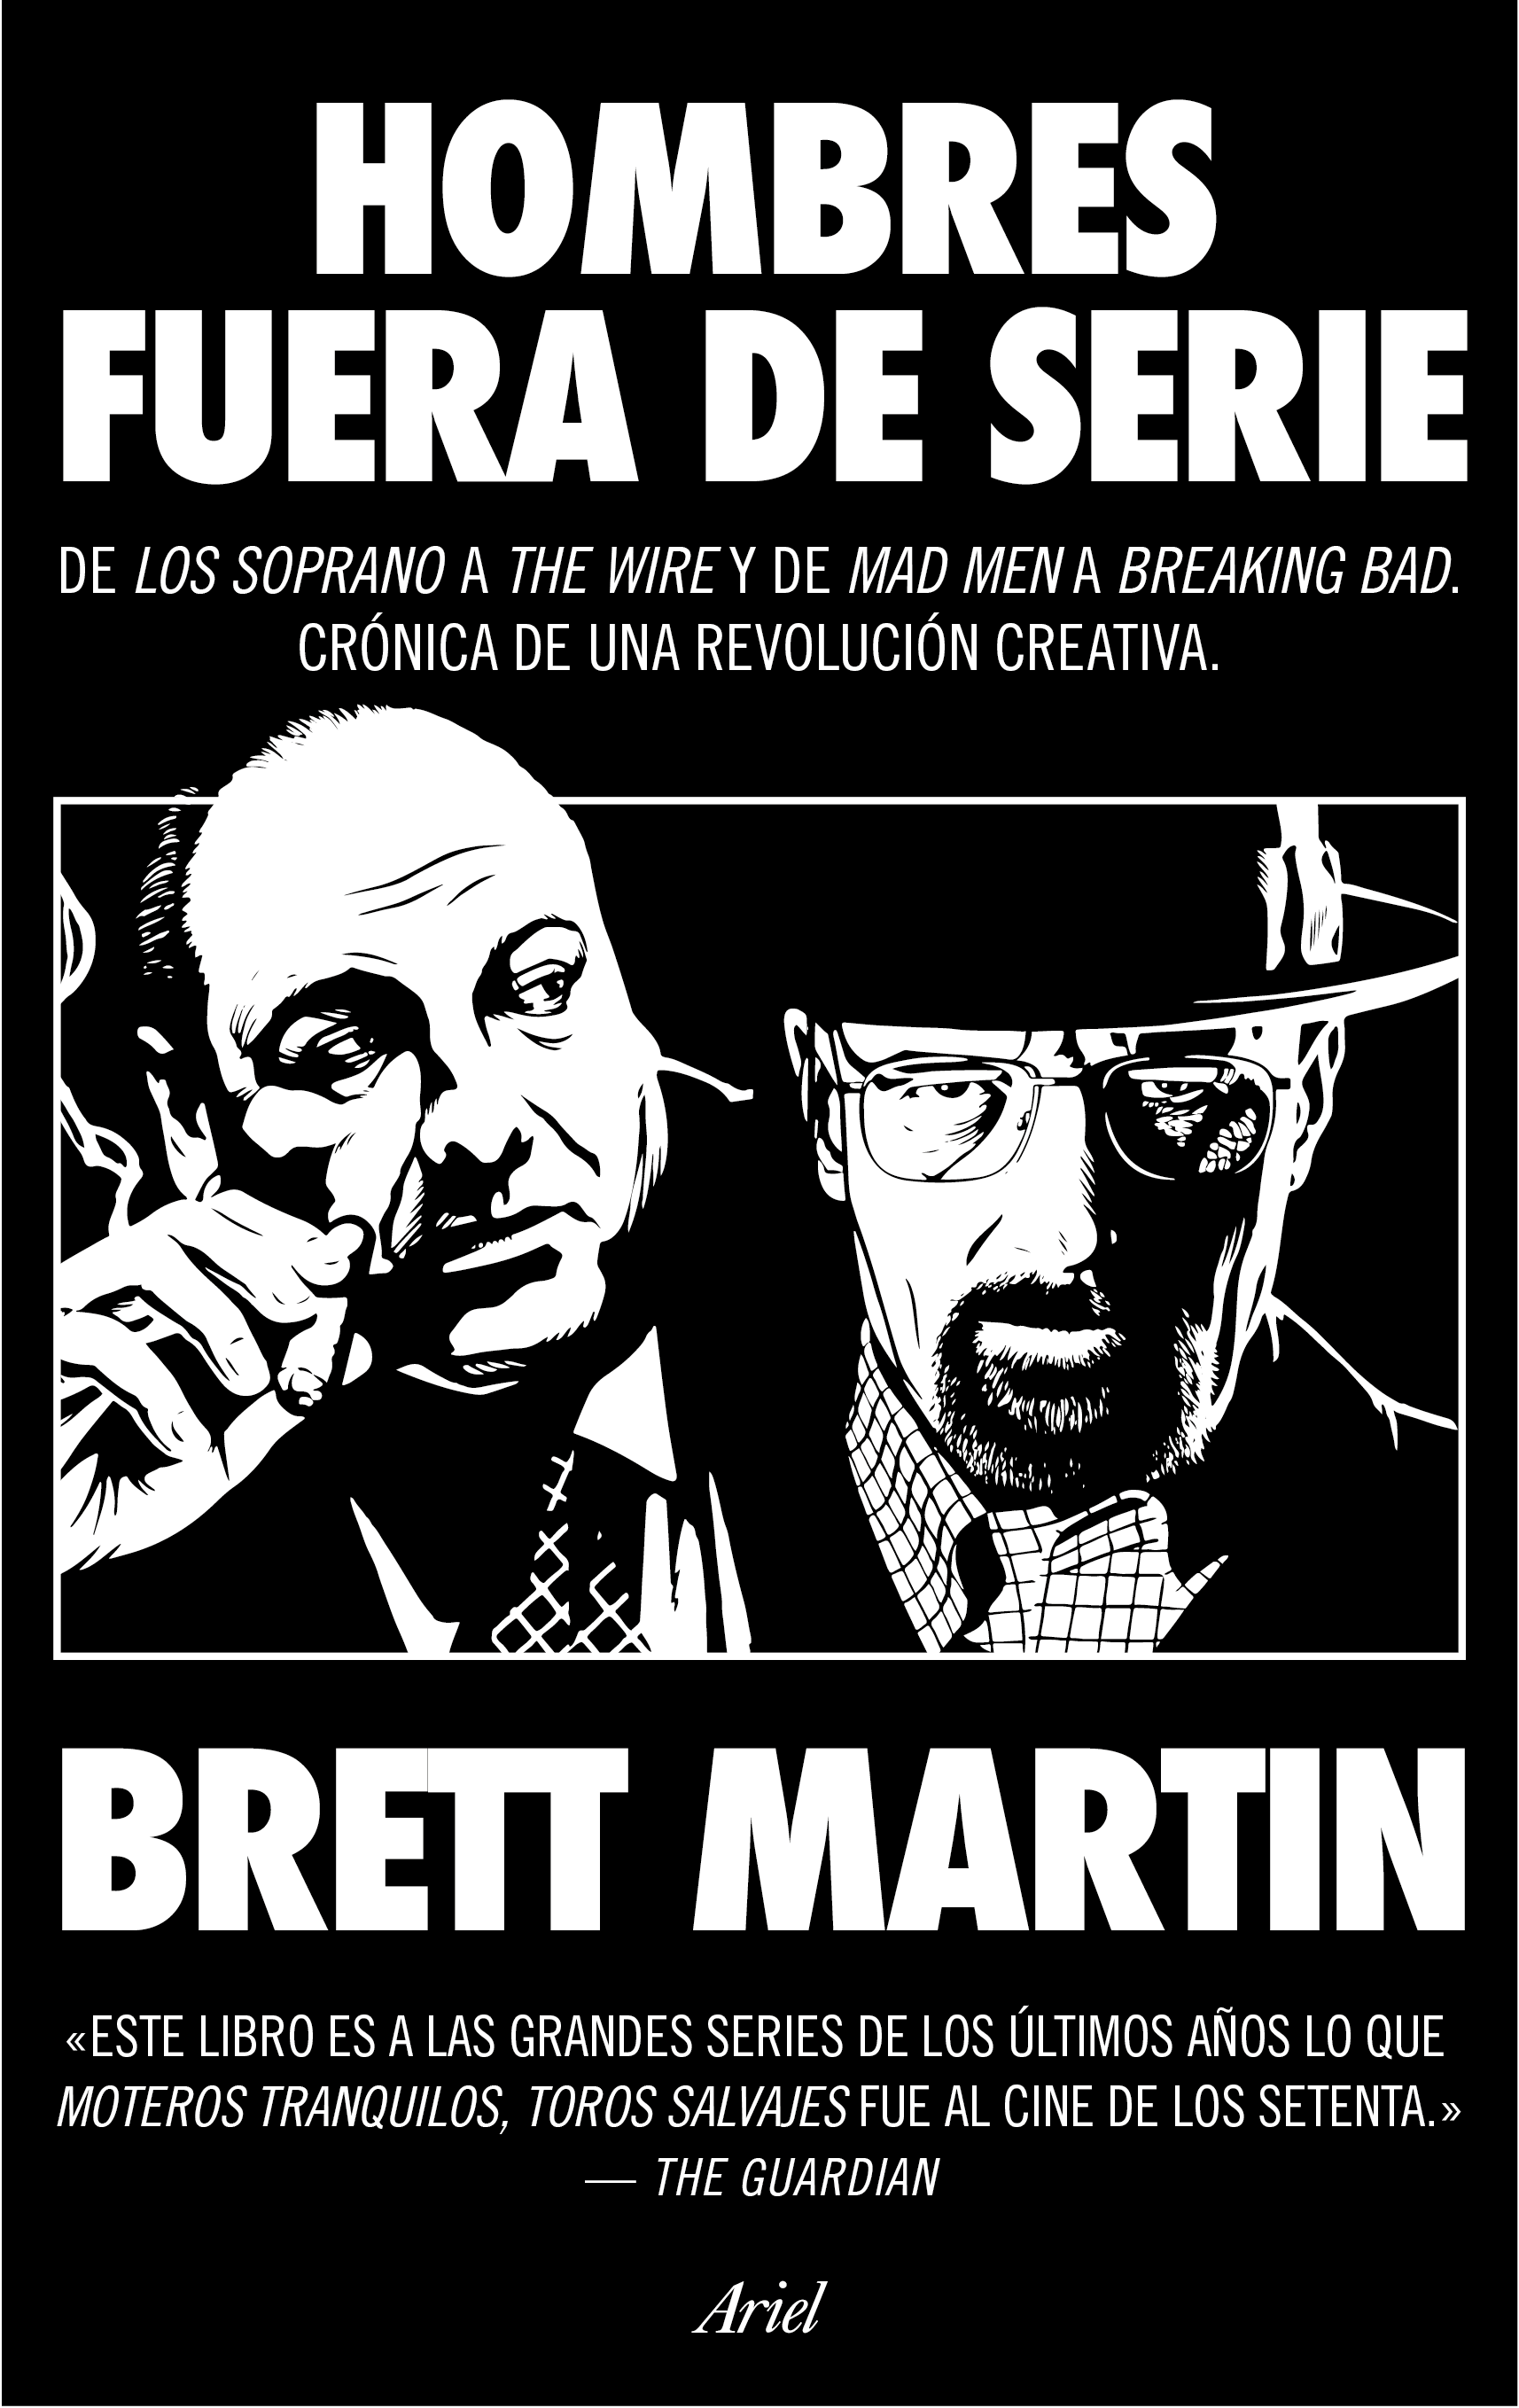 HOMBRES
FUERA DE SERIE
DE LOS SOPRANO A THE WIRE Y DE MAD MEN A BREAKING BAD.
CRÓNICA DE UNA REVOLUCIÓN CREATIVA.
BRETT MARTIN
«ESTE LIBRO ES A LAS GRANDES SERIES DE LOS ÚLTIMOS AÑOS LO QUE
MOTEROS TRANQUILOS, TOROS SALVAJES FUE AL CINE DE LOS SETENTA.»
— THE GUARDIAN
Ariel